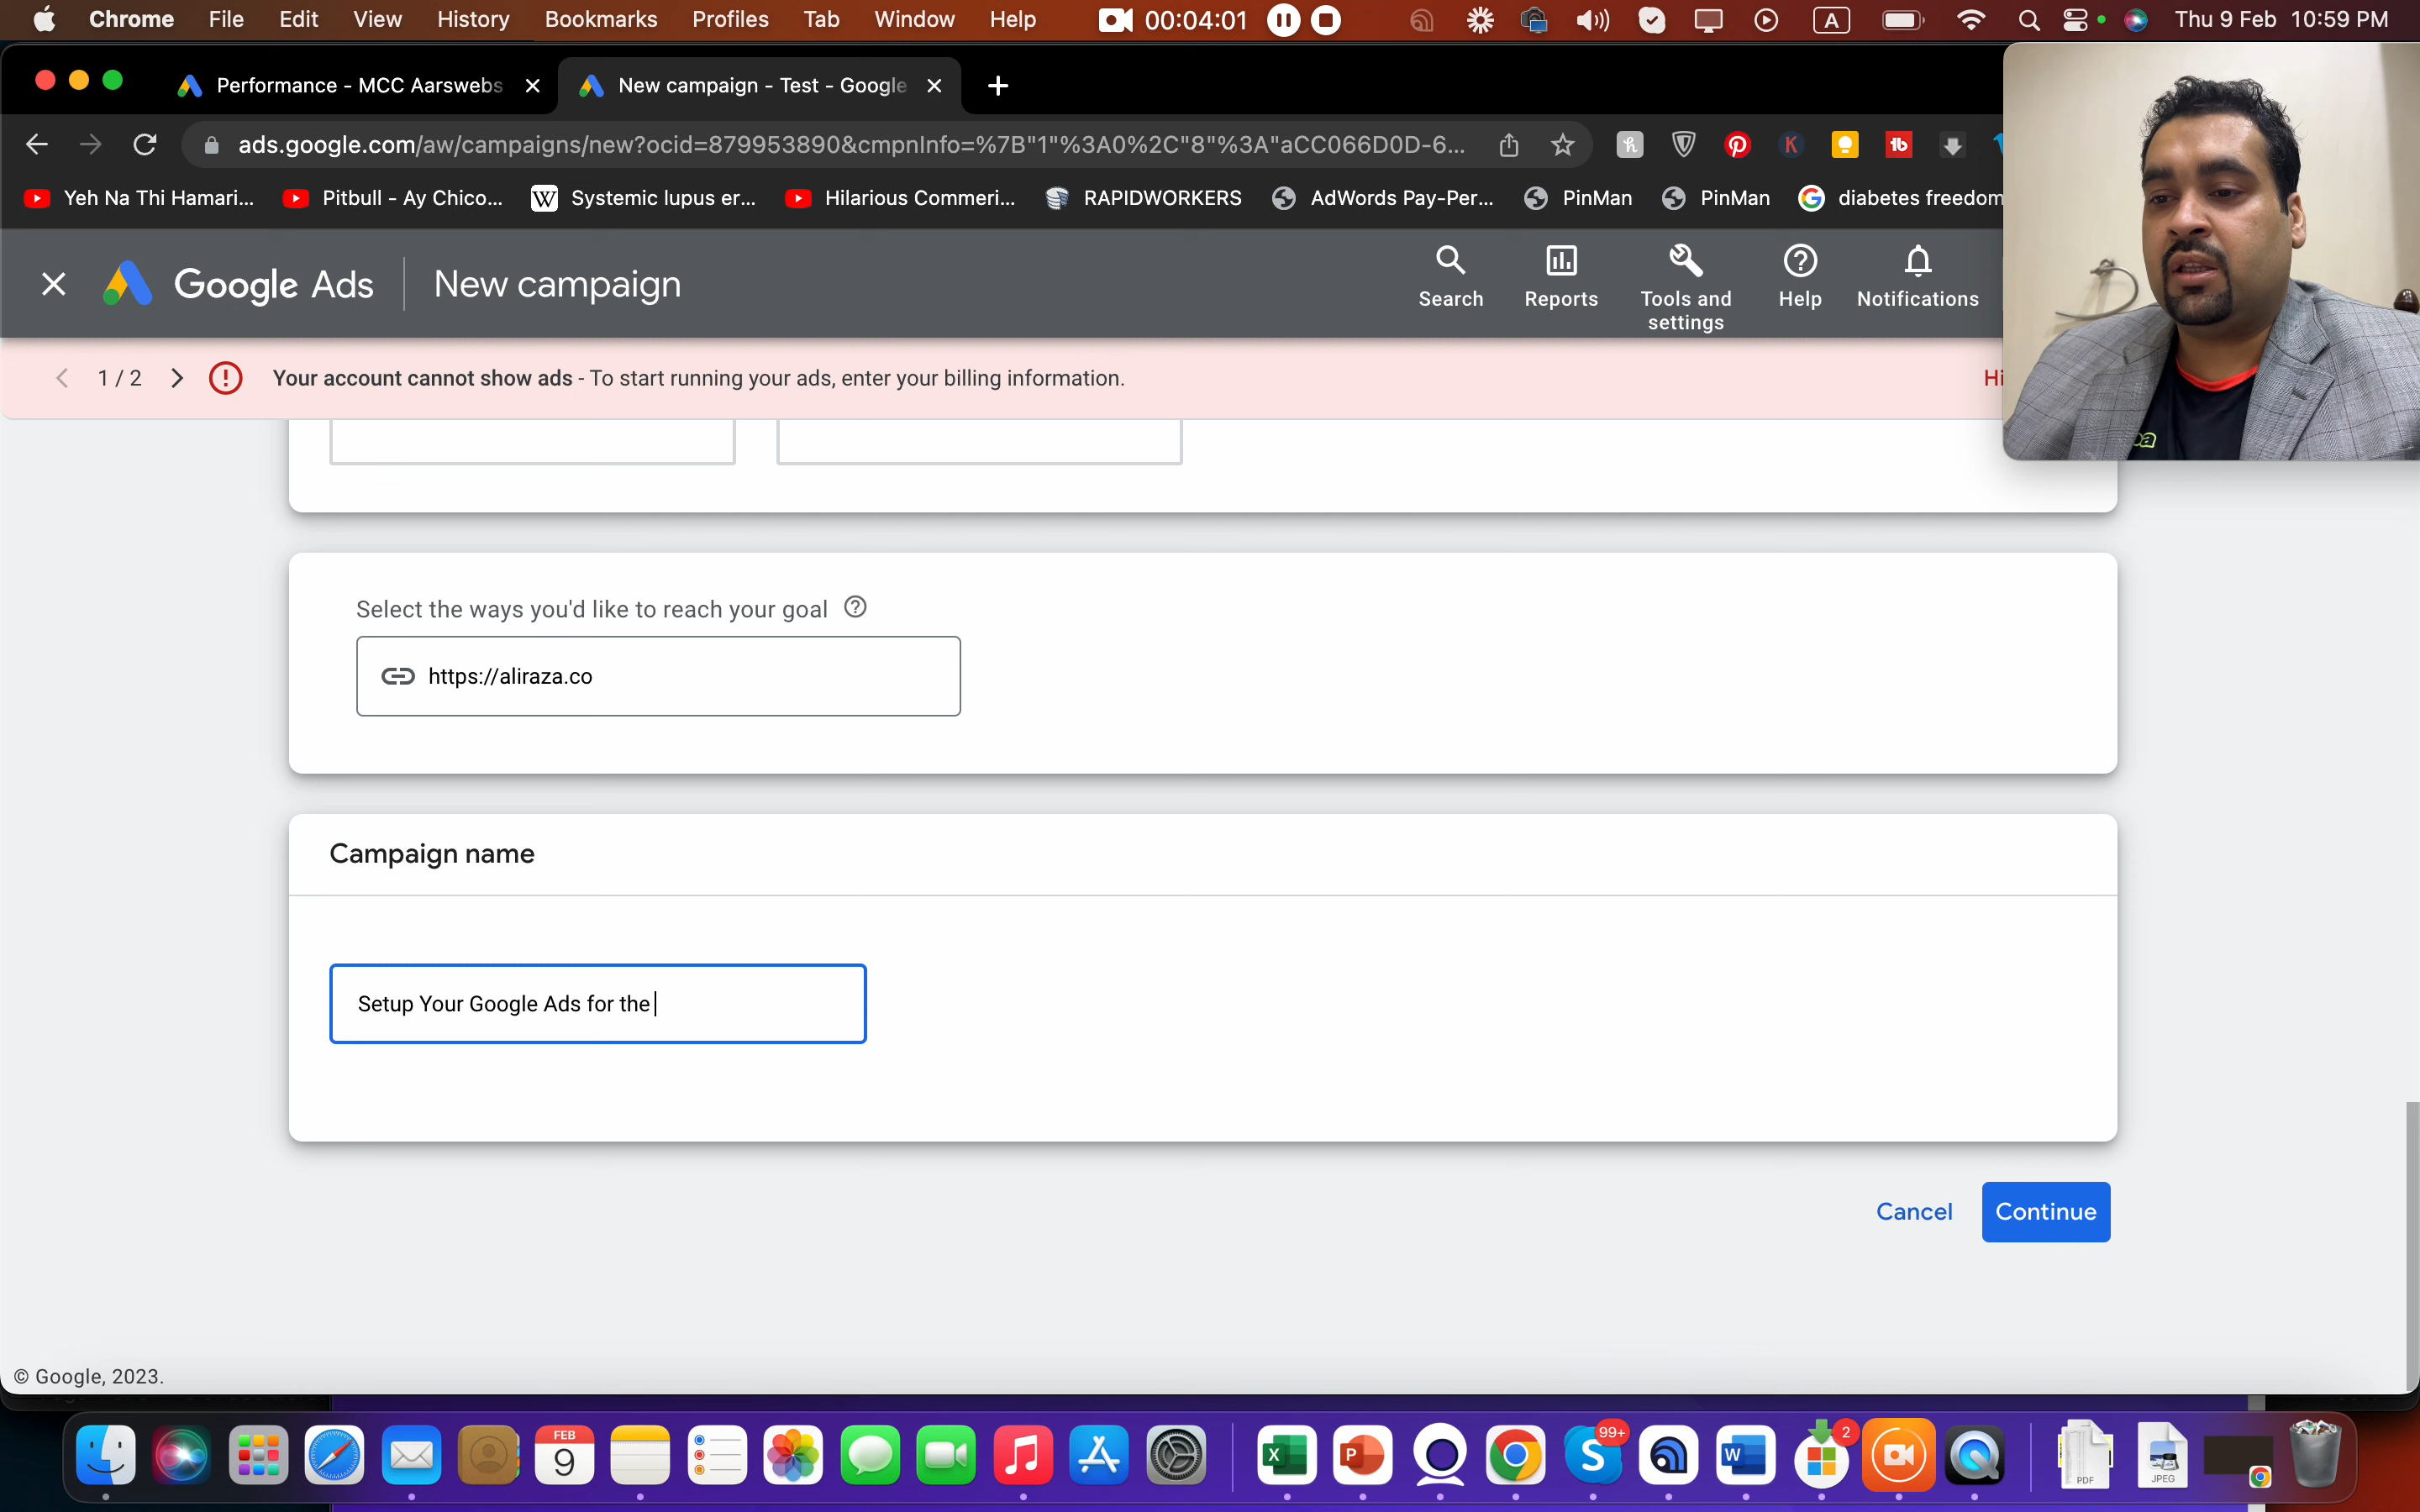 Chrome File Edit View History Bookmarks Profiles Tab Window Help 00:04:01 A Thu 9 Feb 10:59 PM
Performance - MCC Aarswebs
New campaign - Test - Google
ads.google.com/aw/campaigns/new?ocid=879953890&cmpnInfo=%7B"1"%3A0%2C"8"%3A"aCC066D0D-6...
Yeh Na Thi Hamari... Pitbull - Ay Chico... W Systemic lupus er... Hilarious Commeri... RAPIDWORKERS AdWords Pay-Per... PinMan PinMan diabetes freedom
Google Ads New campaign
Search Reports Tools and settings Help Notifications
1 / 2 Your account cannot show ads - To start running your ads, enter your billing information.
Hi
Select the ways you'd like to reach your goal
https://aliraza.co
Campaign name
Setup Your Google Ads for the
Cancel Continue
© Google, 2023.
FEB
9
X P S 99+ W 2
PDF JPEG